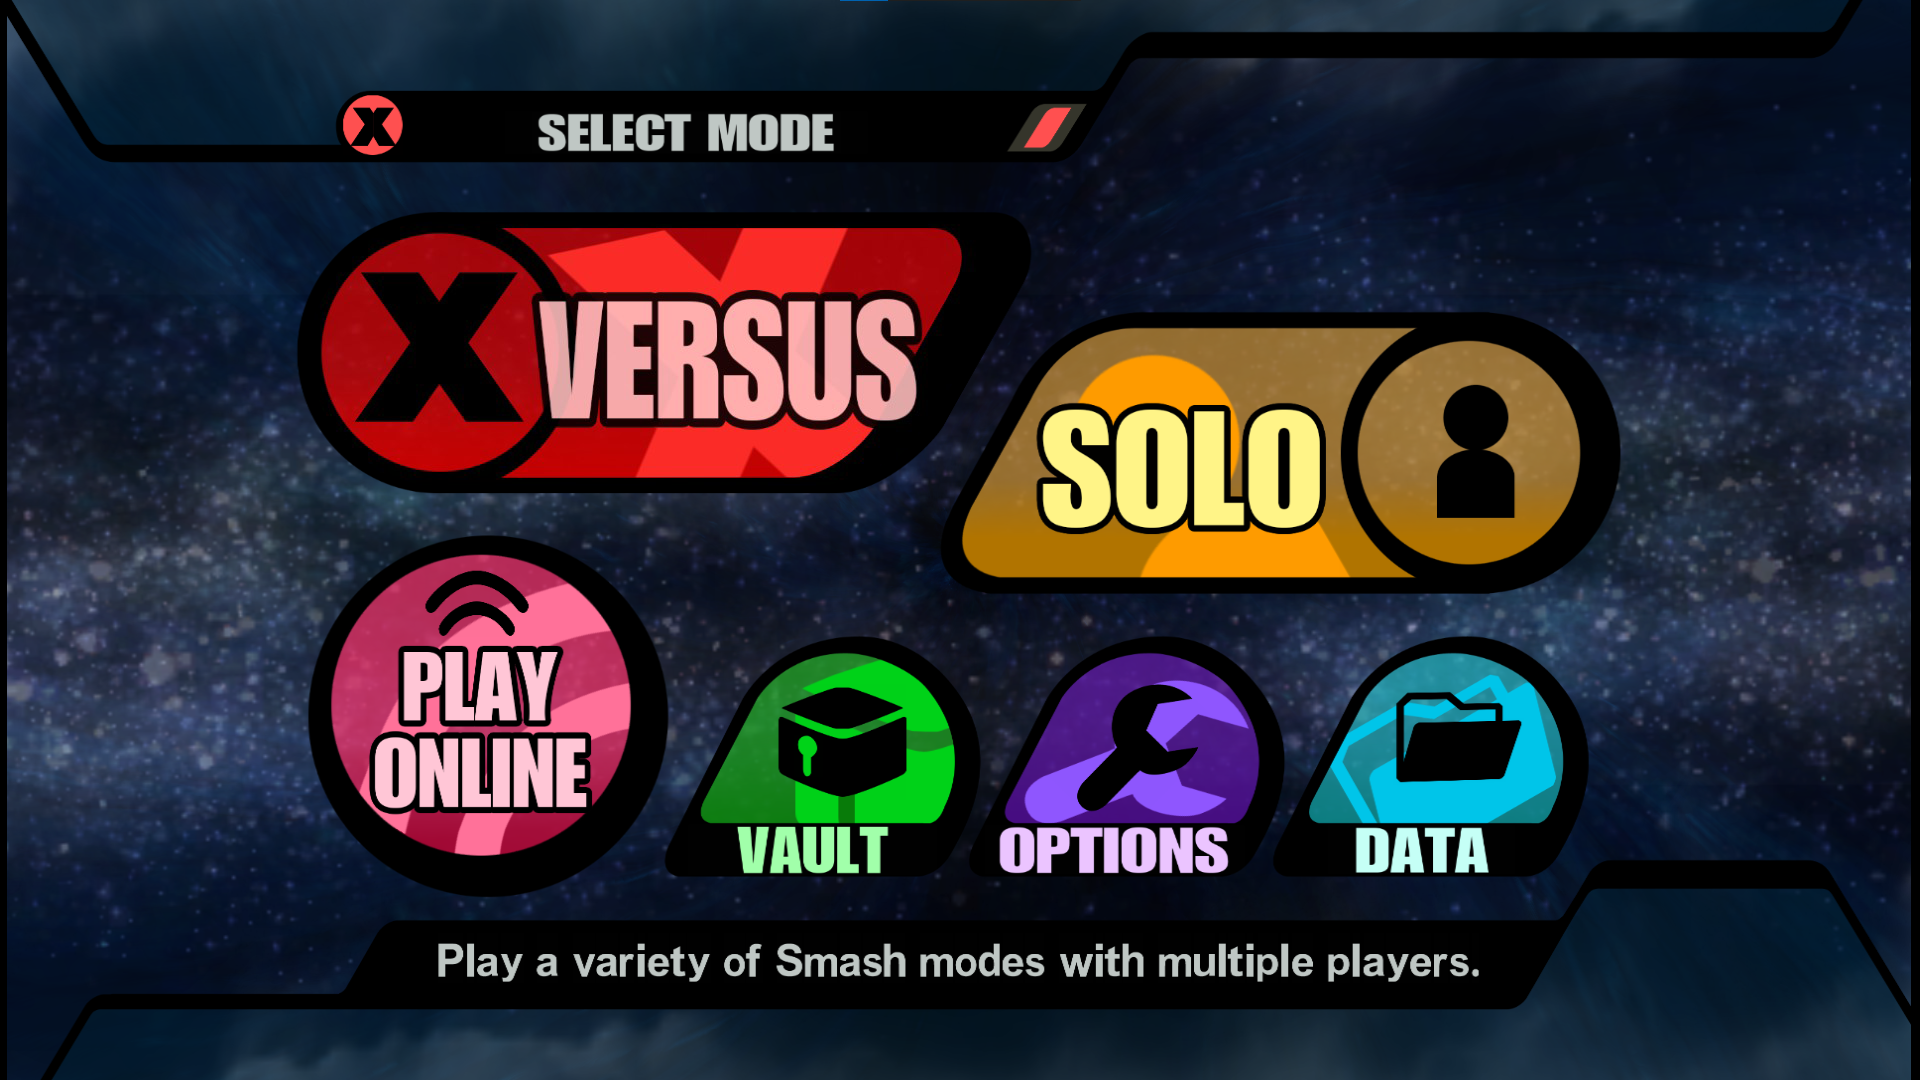 X SELECT MODE
X VERSUS
SOLO
PLAY
ONLINE
VAULT
OPTIONS
DATA
Play a variety of Smash modes with multiple players.